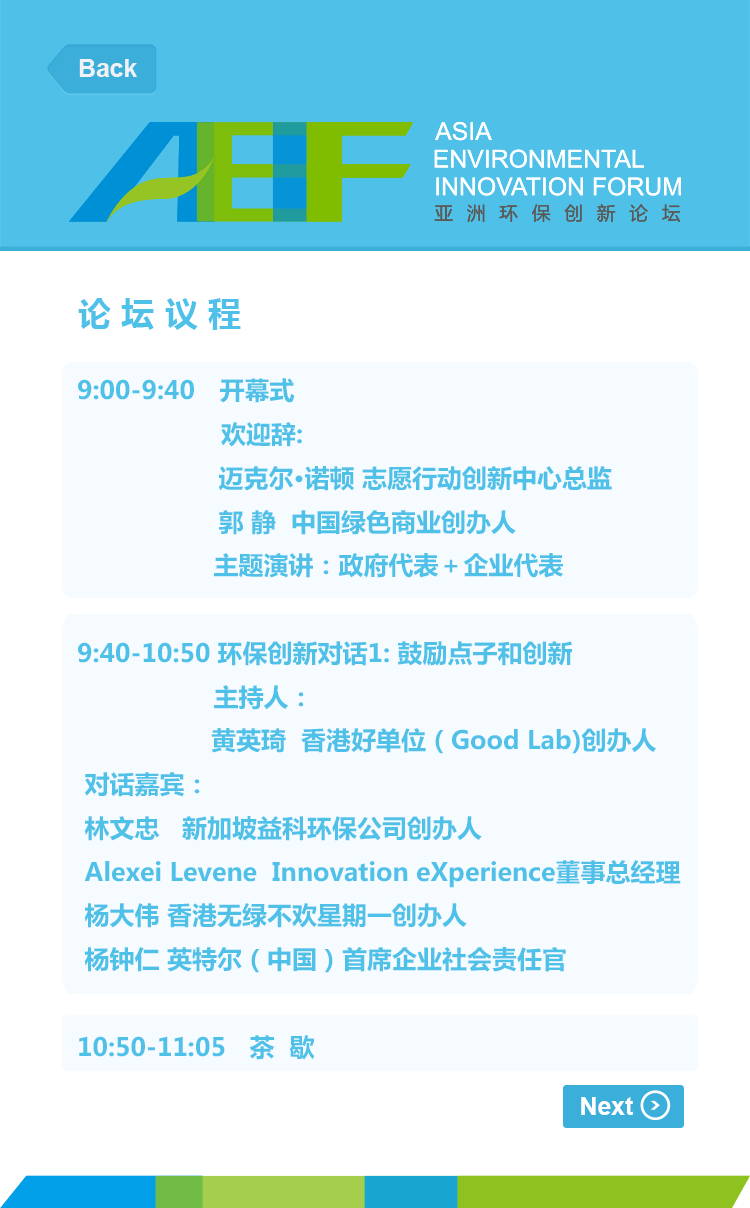 Back
AEIF
ASIA
ENVIRONMENTAL
INNOVATION FORUM
亚洲环保创新论坛
论坛议程
9:00-9:40 开幕式
欢迎辞:
迈克尔•诺顿 志愿行动创新中心总监
郭 静 中国绿色商业创办人
主题演讲：政府代表＋企业代表
9:40-10:50 环保创新对话1: 鼓励点子和创新
主持人：
黄英琦 香港好单位（Good Lab)创办人
对话嘉宾：
林文忠 新加坡益科环保公司创办人
Alexei Levene Innovation eXperience董事总经理
杨大伟 香港无绿不欢星期一创办人
杨钟仁 英特尔（中国）首席企业社会责任官
10:50-11:05 茶 歇
Next